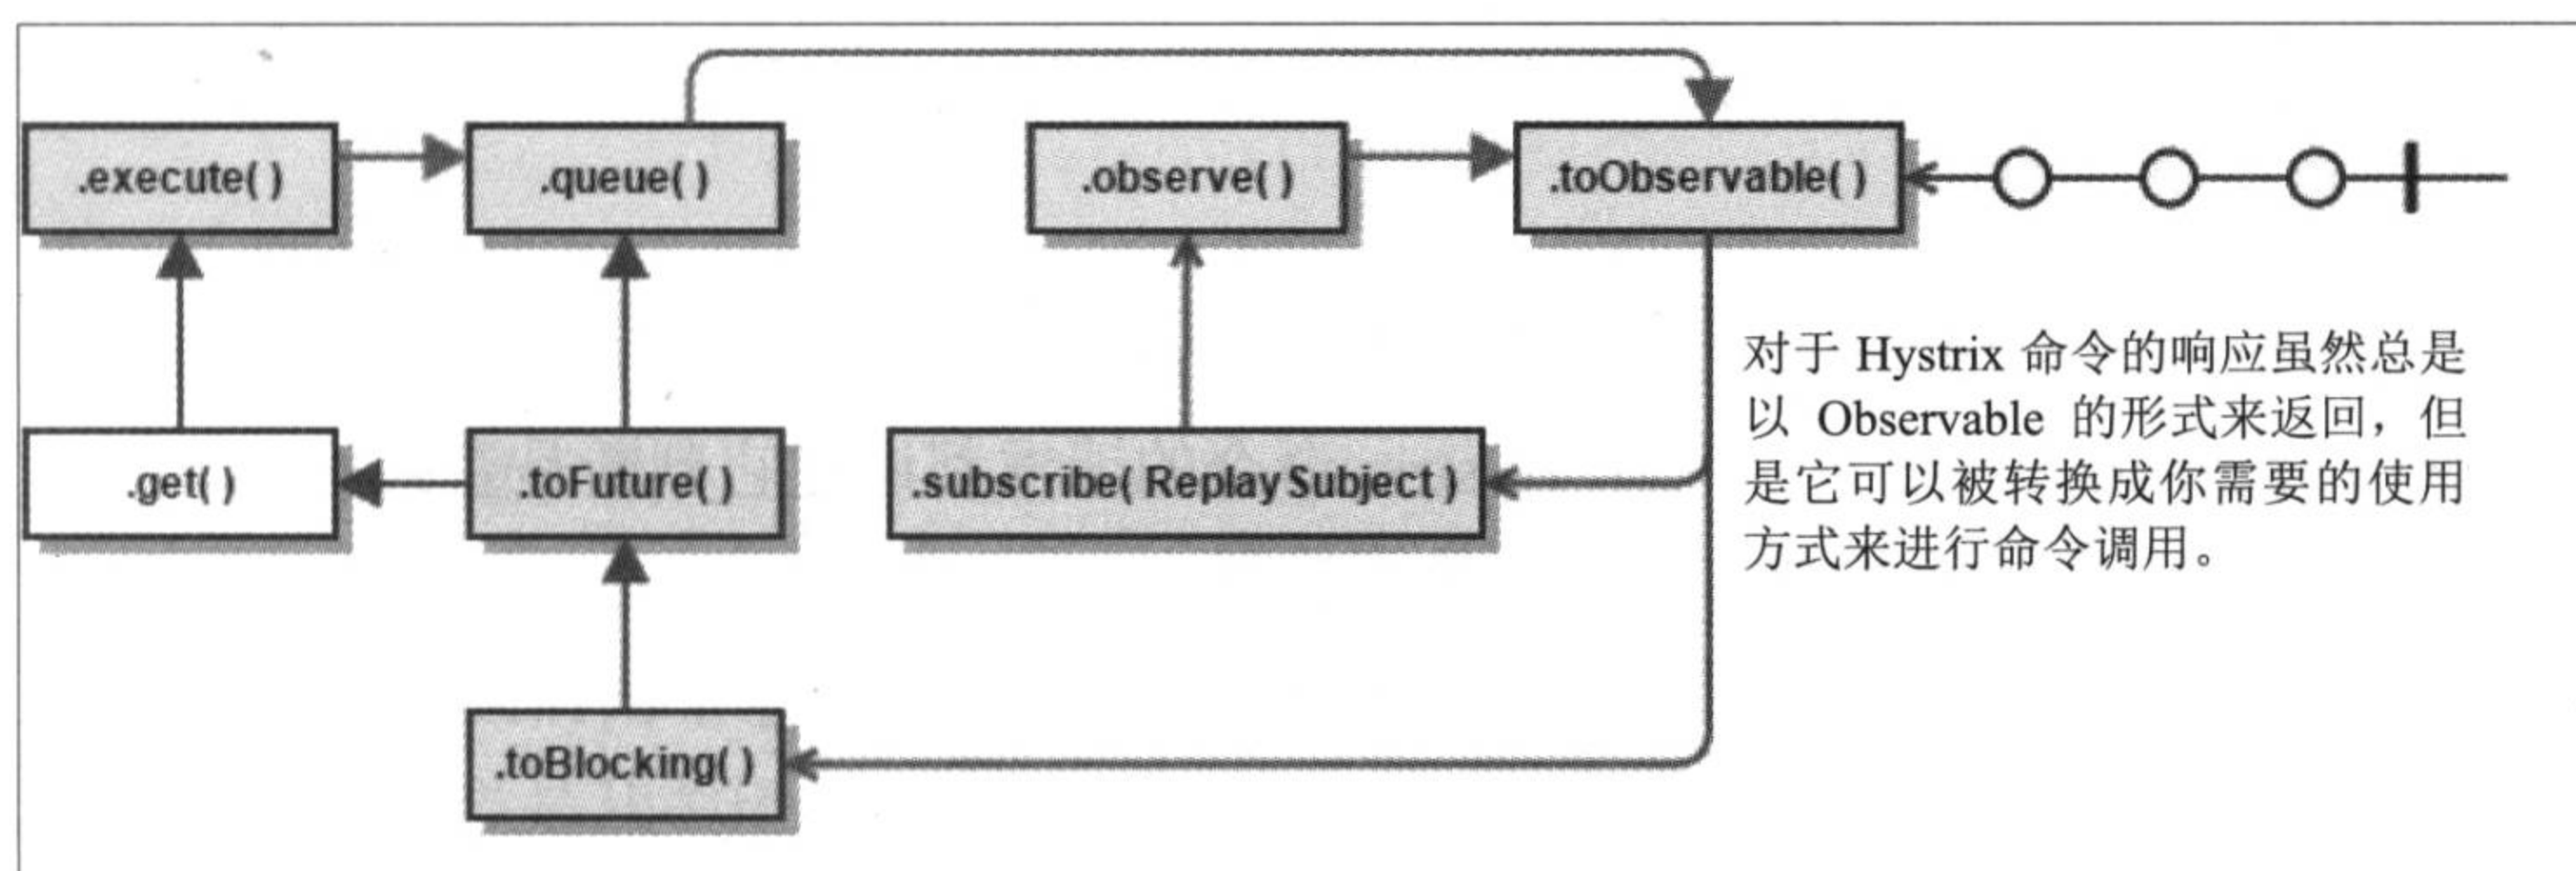 .execute( )
.queue( )
.observe( )
.toObservable( )
对于 Hystrix 命令的响应虽然总是
以 Observable 的形式来返回，但
是它可以被转换成你需要的使用
方式来进行命令调用。
.get( )
.toFuture( )
.subscribe( Replay Subject )
.toBlocking( )